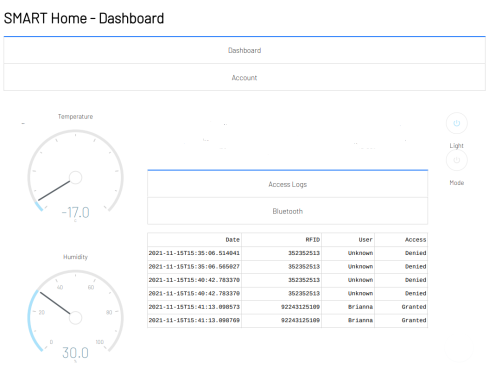 SMART Home - Dashboard
Dashboard
Account
Temperature
-17.0
Light
Mode
Access Logs
Bluetooth
Date RFID User Access
2021-11-15T15:35:06.514041 352352513 Unknown Denied
2021-11-15T15:35:06.565027 352352513 Unknown Denied
2021-11-15T15:40:42.783370 352352513 Unknown Denied
2021-11-15T15:40:42.783370 352352513 Unknown Denied
2021-11-15T15:41:13.098573 92243125109 Brianna Granted
2021-11-15T15:41:13.098769 92243125109 Brianna Granted
Humidity
40 60
20 80
0 100
30.0